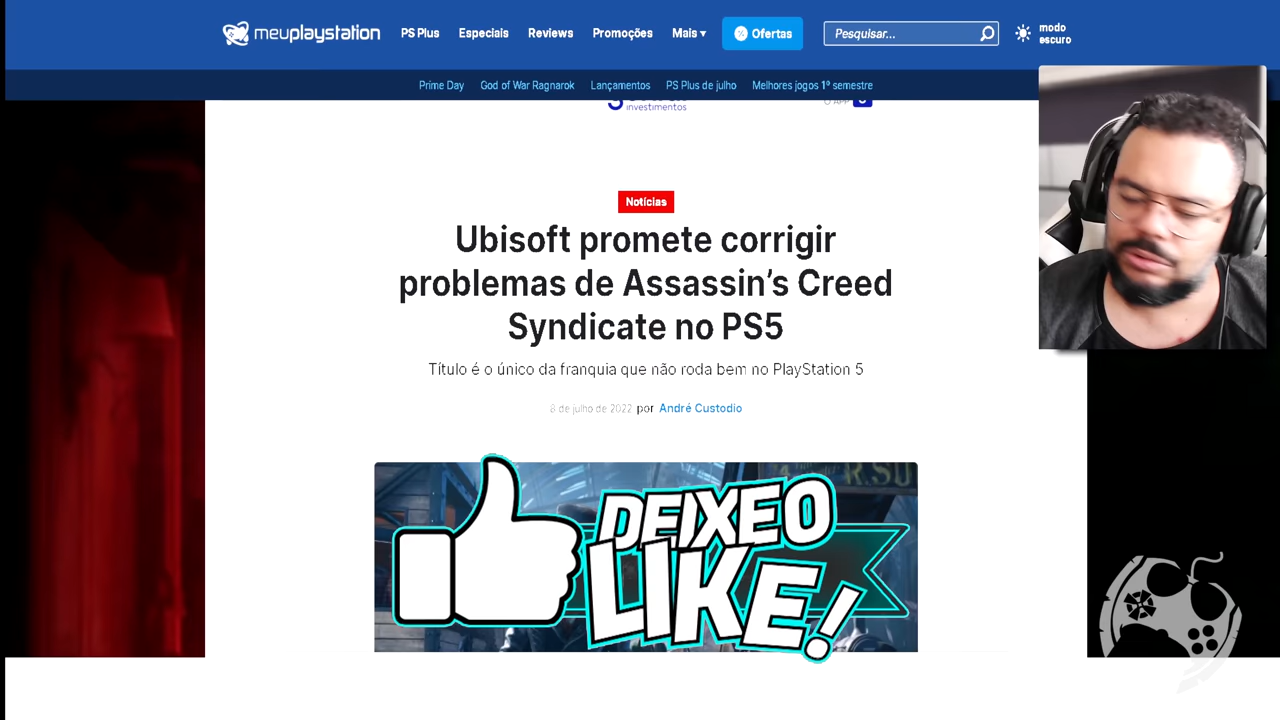 meuplaystation
PS Plus
Especiais
Reviews
Promoções
Mais ▾
Ofertas
Pesquisar...
modo
escuro
Prime Day
God of War Ragnarok
Lançamentos
PS Plus de julho
Melhores jogos 1º semestre
investimentos
O APP
Notícias
Ubisoft promete corrigir
problemas de Assassin’s Creed
Syndicate no PS5
Título é o único da franquia que não roda bem no PlayStation 5
8 de julho de 2022 por André Custodio
R.SU
DEIXE O
LIKE!